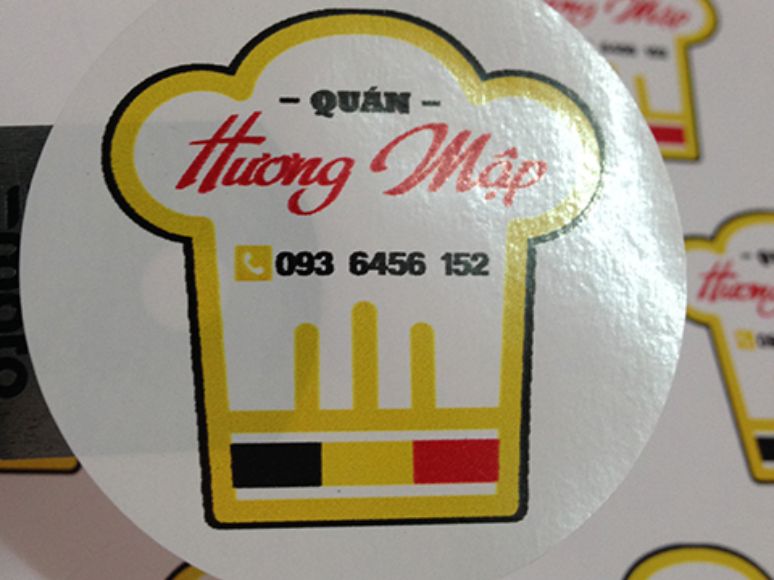 - QUÁN -
Hương Mập
093 6456 152